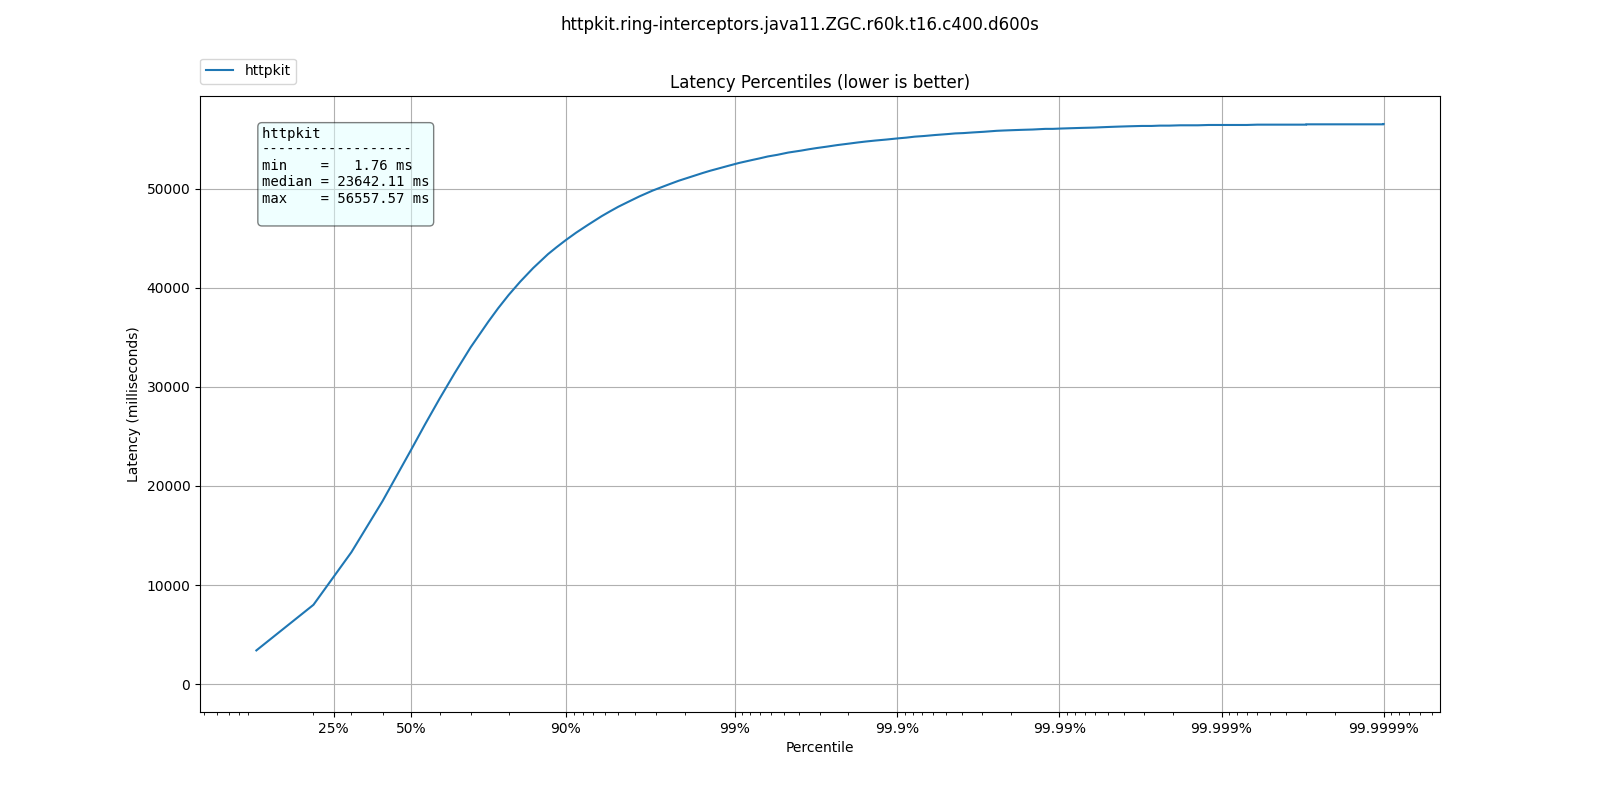 httpkit.ring-interceptors.java11.ZGC.r60k.t16.c400.d600s
httpkit
Latency Percentiles (lower is better)
httpkit
------------------
min    =   1.76 ms
median = 23642.11 ms
max    = 56557.57 ms
Latency (milliseconds)
50000
40000
30000
20000
10000
0
25% 50% 90% 99% 99.9% 99.99% 99.999% 99.9999%
Percentile